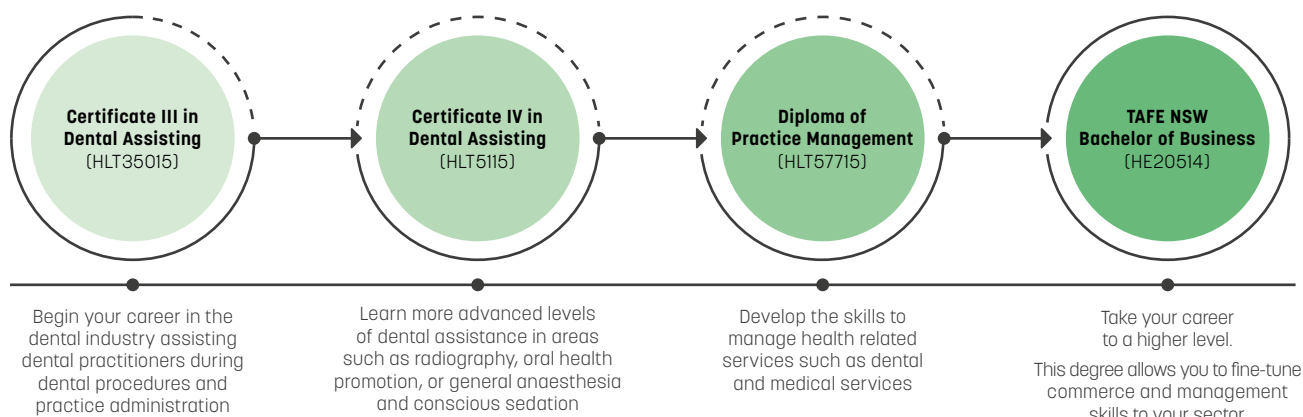 Certificate III in
Dental Assisting
(HLT35015)
Certificate IV in
Dental Assisting
(HLT5115)
Diploma of
Practice Management
(HLT57715)
TAFE NSW
Bachelor of Business
(HE20514)
Begin your career in the
dental industry assisting
dental practitioners during
dental procedures and
practice administration
Learn more advanced levels
of dental assistance in areas
such as radiography, oral health
promotion, or general anaesthesia
and conscious sedation
Develop the skills to
manage health related
services such as dental
and medical services
Take your career
to a higher level.
This degree allows you to fine-tune
commerce and management
skills to your sector